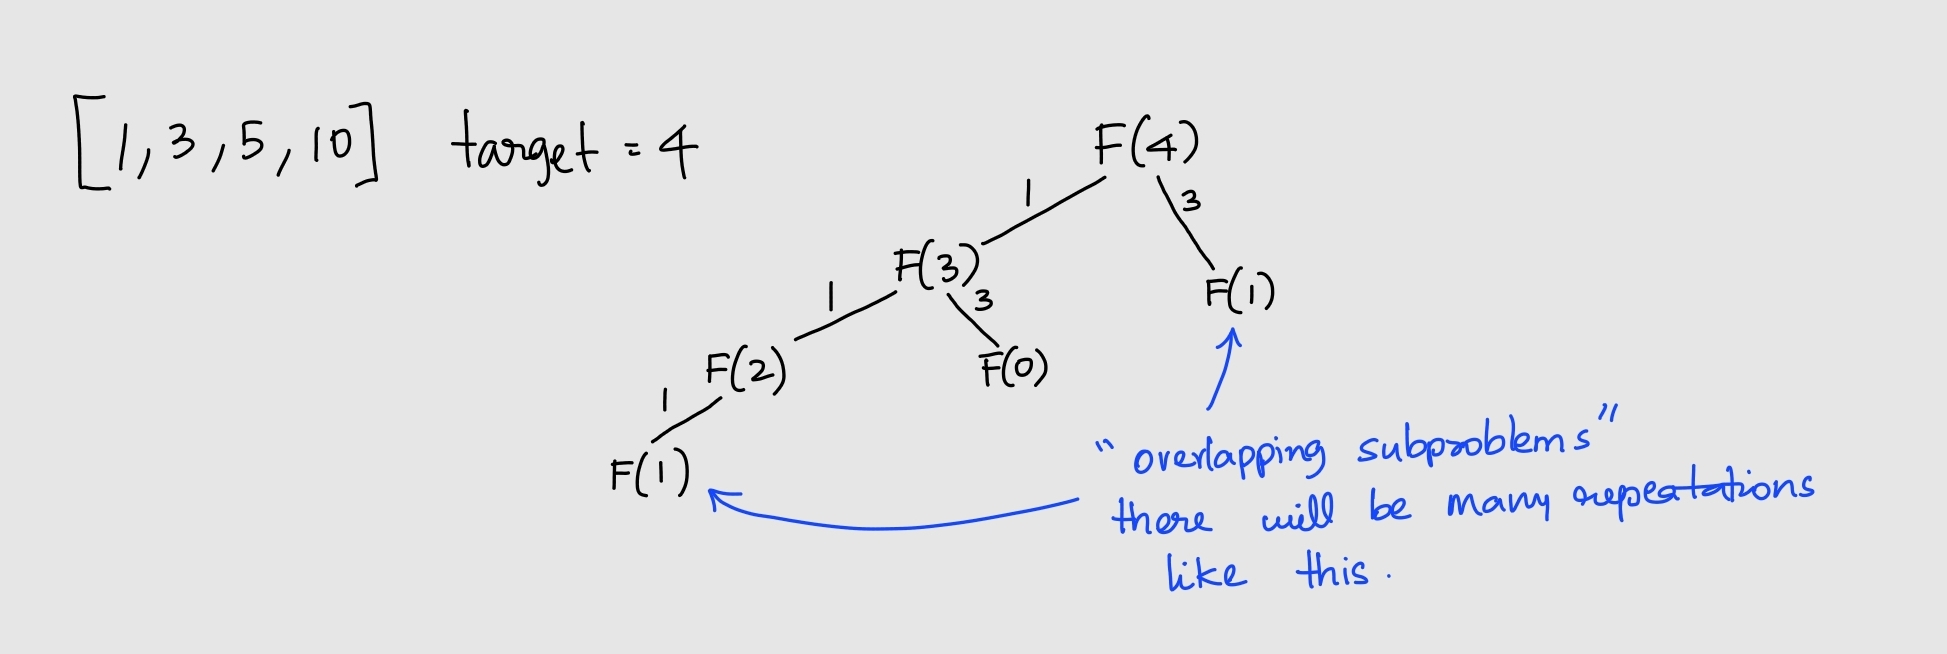 [1, 3, 5, 10] target = 4
F(4)
1
3
F(3)
F(1)
1
3
F(2)
F(0)
1
F(1)
"overlapping subproblems"
there will be many repeatations
like this.